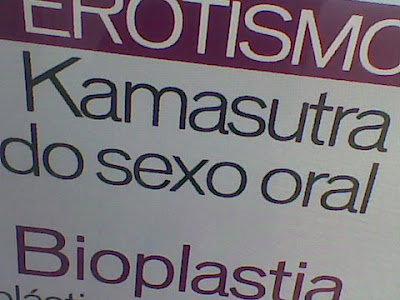 EROTISMO
Kamasutra
do sexo oral
Bioplastia